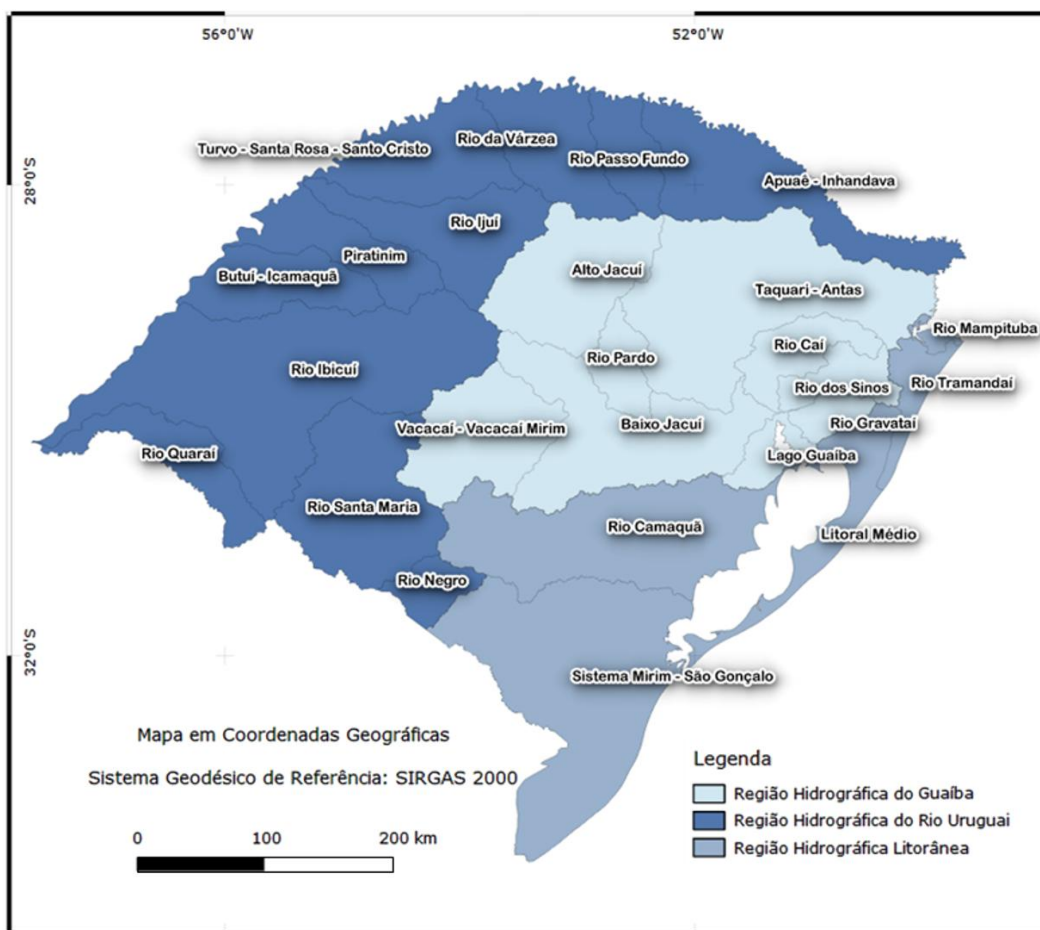 56°0'W
52°0'W
Rio da Várzea
Turvo - Santa Rosa - Santo Cristo
Rio Passo Fundo
28°0'S
Apuaê - Inhandava
Rio Ijuí
Piratinim
Butuí - Icamaquã
Alto Jacuí
Taquari - Antas
Rio Mampituba
Rio Caí
Rio Pardo
Rio Ibicuí
Rio Tramandaí
Rio dos Sinos
Rio Gravataí
Baixo Jacuí
Vacacaí - Vacacaí Mirim
Rio Quaraí
Lago Guaíba
Rio Santa Maria
Rio Camaquã
Litoral Médio
Rio Negro
32°0'S
Sistema Mirim - São Gonçalo
Mapa em Coordenadas Geográficas
Sistema Geodésico de Referência: SIRGAS 2000
0 100 200 km
Legenda
Região Hidrográfica do Guaíba
Região Hidrográfica do Rio Uruguai
Região Hidrográfica Litorânea